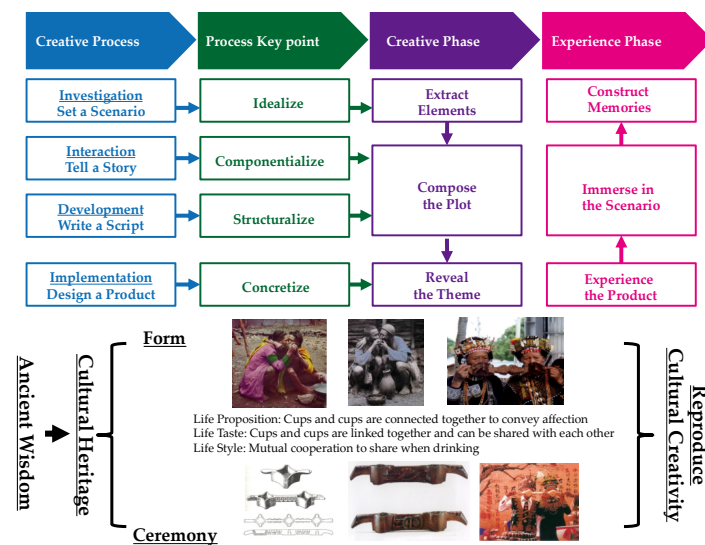 Creative Process
Process Key point
Creative Phase
Experience Phase
Investigation
Set a Scenario
Idealize
Extract
Elements
Construct
Memories
Interaction
Tell a Story
Componentialize
Compose
the Plot
Immerse in
the Scenario
Development
Write a Script
Structuralize
Implementation
Design a Product
Concretize
Reveal
the Theme
Experience
the Product
Form
Life Proposition: Cups and cups are connected together to convey affection
Life Taste: Cups and cups are linked together and can be shared with each other
Life Style: Mutual cooperation to share when drinking
Ceremony
Ancient Wisdom
Cultural Heritage
Reproduce
Cultural Creativity